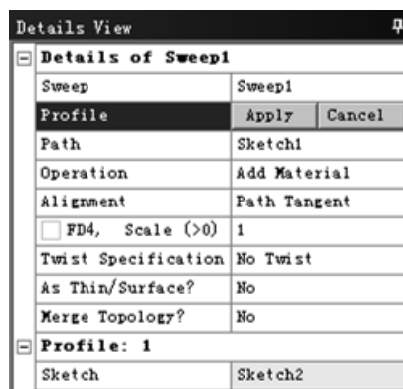 Details View
Details of Sweep1
Sweep Sweep1
Profile Apply Cancel
Path Sketch1
Operation Add Material
Alignment Path Tangent
FD4, Scale (>0) 1
Twist Specification No Twist
As Thin/Surface? No
Merge Topology? No
Profile: 1
Sketch Sketch2